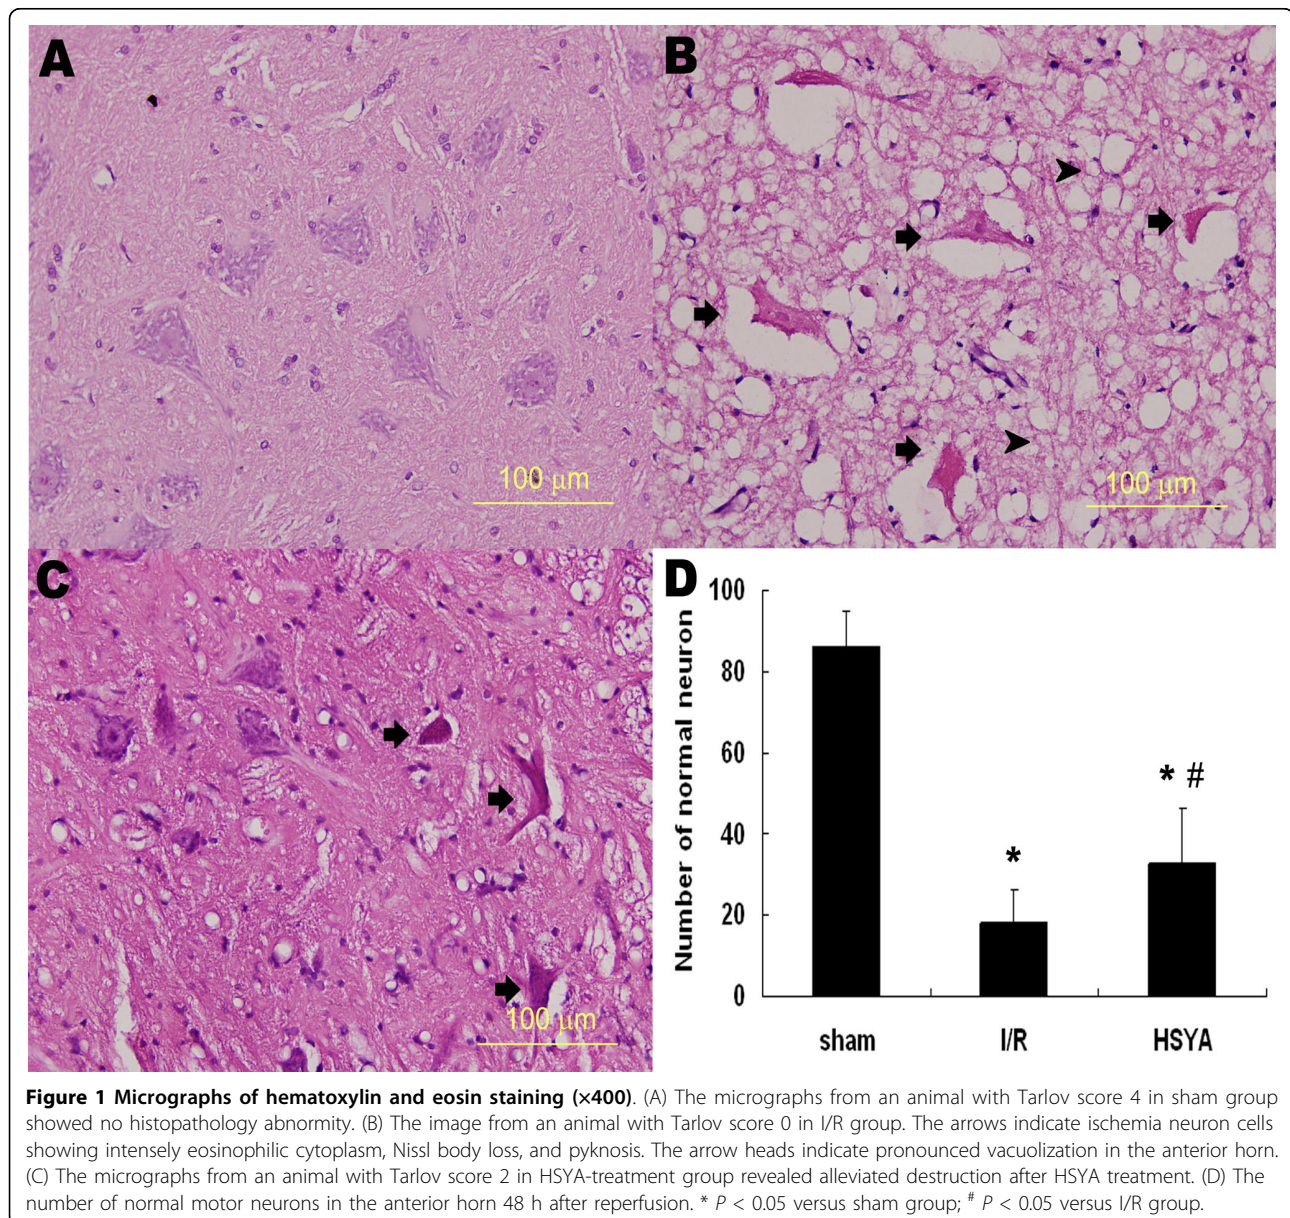 A
B
100 μm
100 μm
C
100 μm
D
100
80
60
40
20
0
Number of normal neuron
*
* #
sham
I/R
HSYA
Figure 1 Micrographs of hematoxylin and eosin staining (×400). (A) The micrographs from an animal with Tarlov score 4 in sham group
showed no histopathology abnormity. (B) The image from an animal with Tarlov score 0 in I/R group. The arrows indicate ischemia neuron cells
showing intensely eosinophilic cytoplasm, Nissl body loss, and pyknosis. The arrow heads indicate pronounced vacuolization in the anterior horn.
(C) The micrographs from an animal with Tarlov score 2 in HSYA-treatment group revealed alleviated destruction after HSYA treatment. (D) The
number of normal motor neurons in the anterior horn 48 h after reperfusion. * P < 0.05 versus sham group; # P < 0.05 versus I/R group.